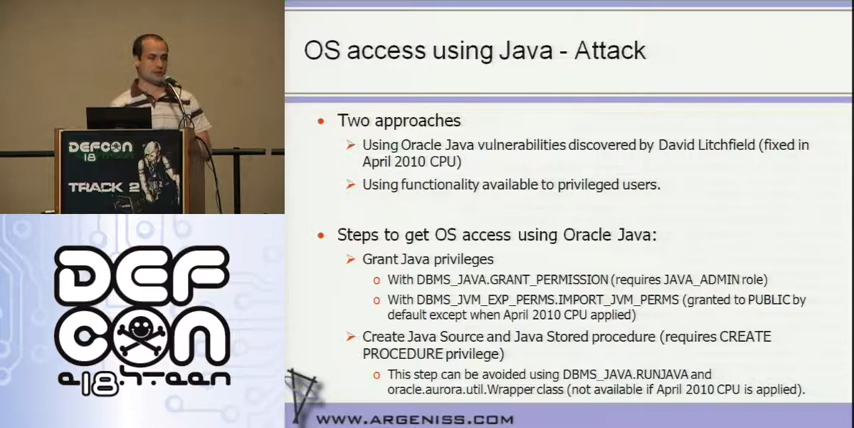 OS access using Java - Attack
Two approaches
Using Oracle Java vulnerabilities discovered by David Litchfield (fixed in
April 2010 CPU)
Using functionality available to privileged users.
Steps to get OS access using Oracle Java:
Grant Java privileges
With DBMS_JAVA.GRANT_PERMISSION (requires JAVA_ADMIN role)
With DBMS_JVM_EXP_PERMS.IMPORT_JVM_PERMS (granted to PUBLIC by
default except when April 2010 CPU applied)
Create Java Source and Java Stored procedure (requires CREATE
PROCEDURE privilege)
This step can be avoided using DBMS_JAVA.RUNJAVA and
oracle.aurora.util.Wrapper class (not available if April 2010 CPU is applied).
WWW.ARGENISS.COM
DEFCON
18
TRACK 2
DEF
CON
e18hteen